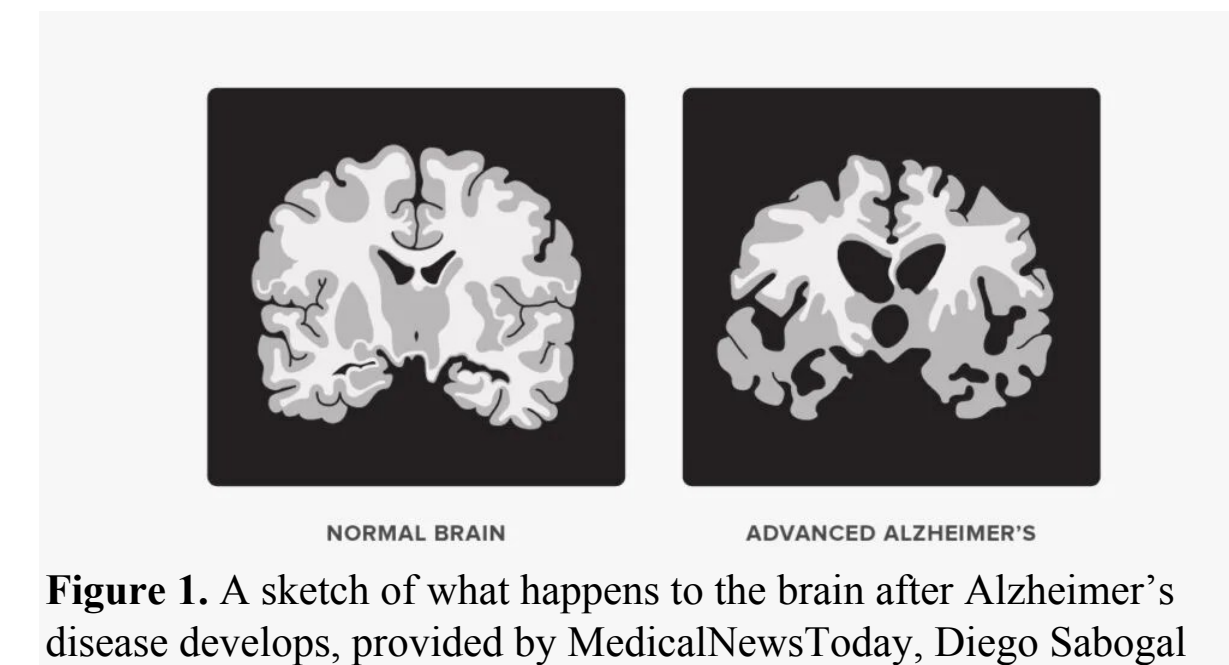 NORMAL BRAIN
ADVANCED ALZHEIMER’S
Figure 1. A sketch of what happens to the brain after Alzheimer’s
disease develops, provided by MedicalNewsToday, Diego Sabogal